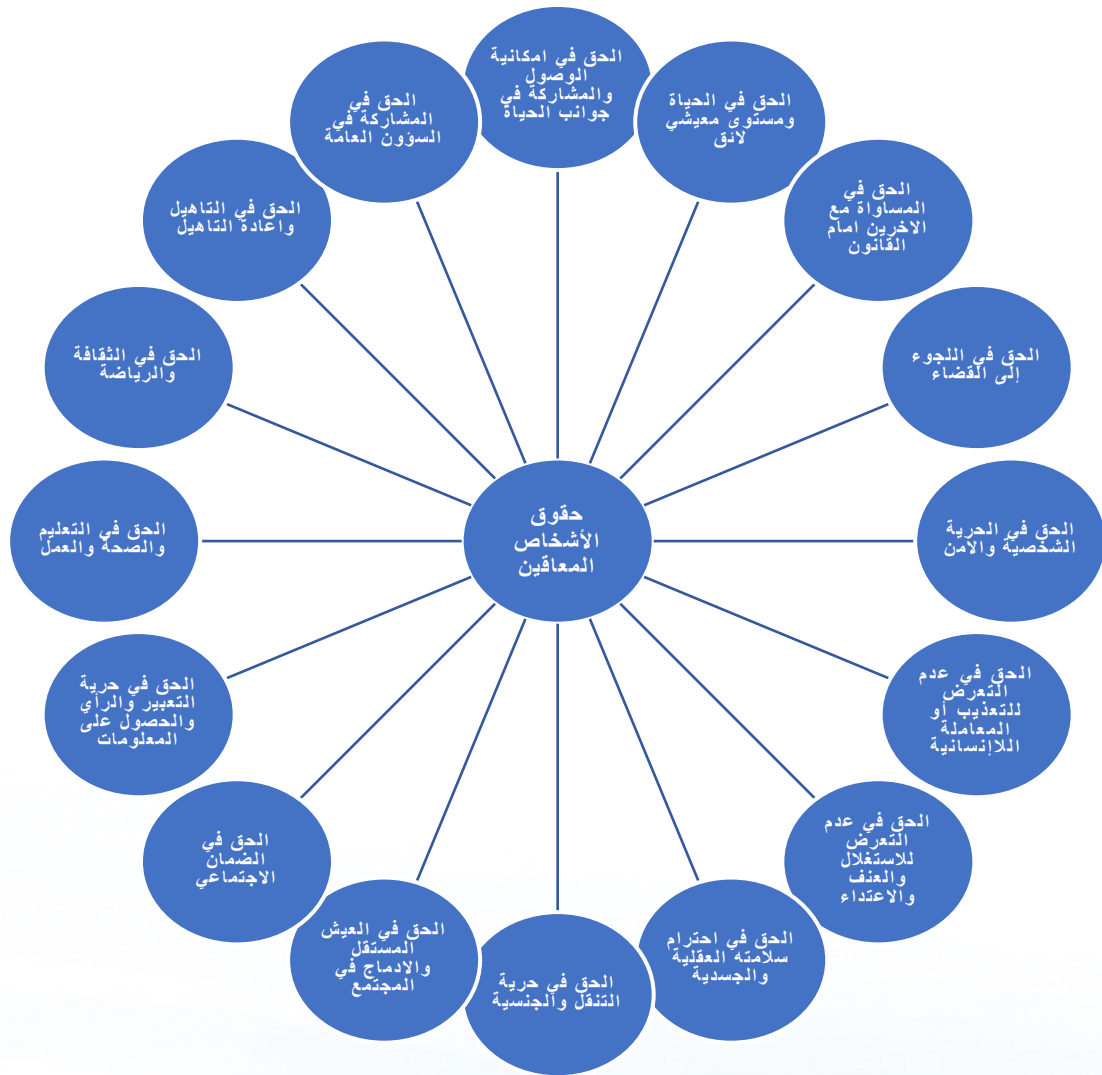 الحق في امكانية
الوصول
والمشاركة في
جوانب الحياة
الحق في الحياة
ومستوى معيشي
لائق
الحق في
المساواة مع
الاخرين امام
القانون
الحق في اللجوء
إلى القضاء
الحق في الحرية
الشخصية والامن
الحق في عدم
التعرض
للتعذيب أو
المعاملة
اللاإنسانية
الحق في عدم
التعرض
للاستغلال
والعنف
والاعتداء
الحق في احترام
سلامته العقلية
والجسدية
الحق في حرية
التنقل والجنسية
الحق في العيش
المستقل
والادماج في
المجتمع
الحق في
الضمان
الاجتماعي
الحق في حرية
التعبير والرأي
والحصول على
المعلومات
الحق في التعليم
والصحة والعمل
الحق في الثقافة
والرياضة
الحق في التاهيل
واعادة التاهيل
الحق في
المشاركة في
السؤون العامة
حقوق
الأشخاص
المعاقين